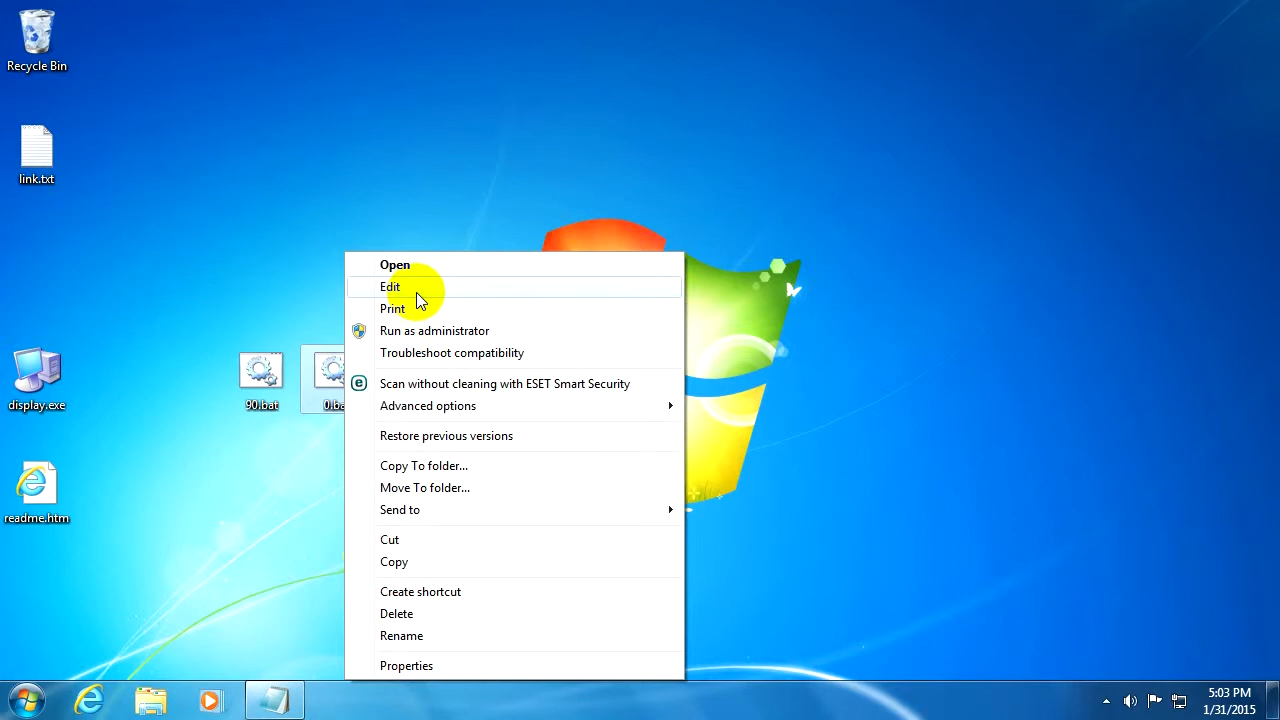 Recycle Bin
link.txt
display.exe
readme.htm
90.bat
0.ba
Open
Edit
Print
Run as administrator
Troubleshoot compatibility
Scan without cleaning with ESET Smart Security
Advanced options
Restore previous versions
Copy To folder...
Move To folder...
Send to
Cut
Copy
Create shortcut
Delete
Rename
Properties
5:03 PM
1/31/2015